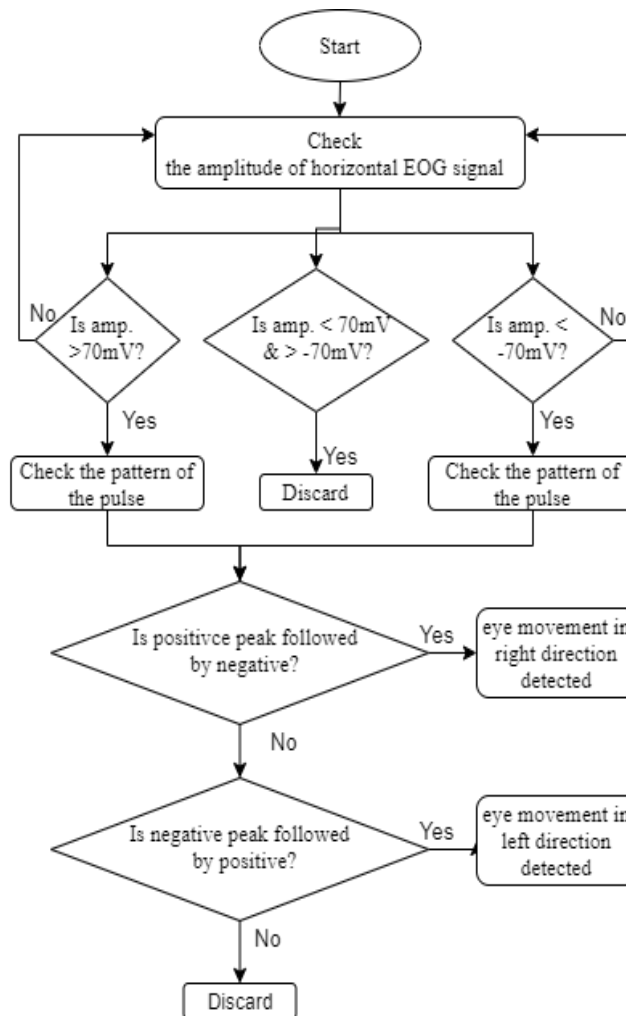 Start
Check
the amplitude of horizontal EOG signal
No
Is amp.
>70mV?
Is amp. < 70mV
& > -70mV?
Is amp. <
-70mV?
No
Yes
Yes
Yes
Check the pattern of
the pulse
Discard
Check the pattern of
the pulse
Is positivce peak followed
by negative?
Yes
eye movement in
right direction
detected
No
Is negative peak followed
by positive?
Yes
eye movement in
left direction
detected
No
Discard